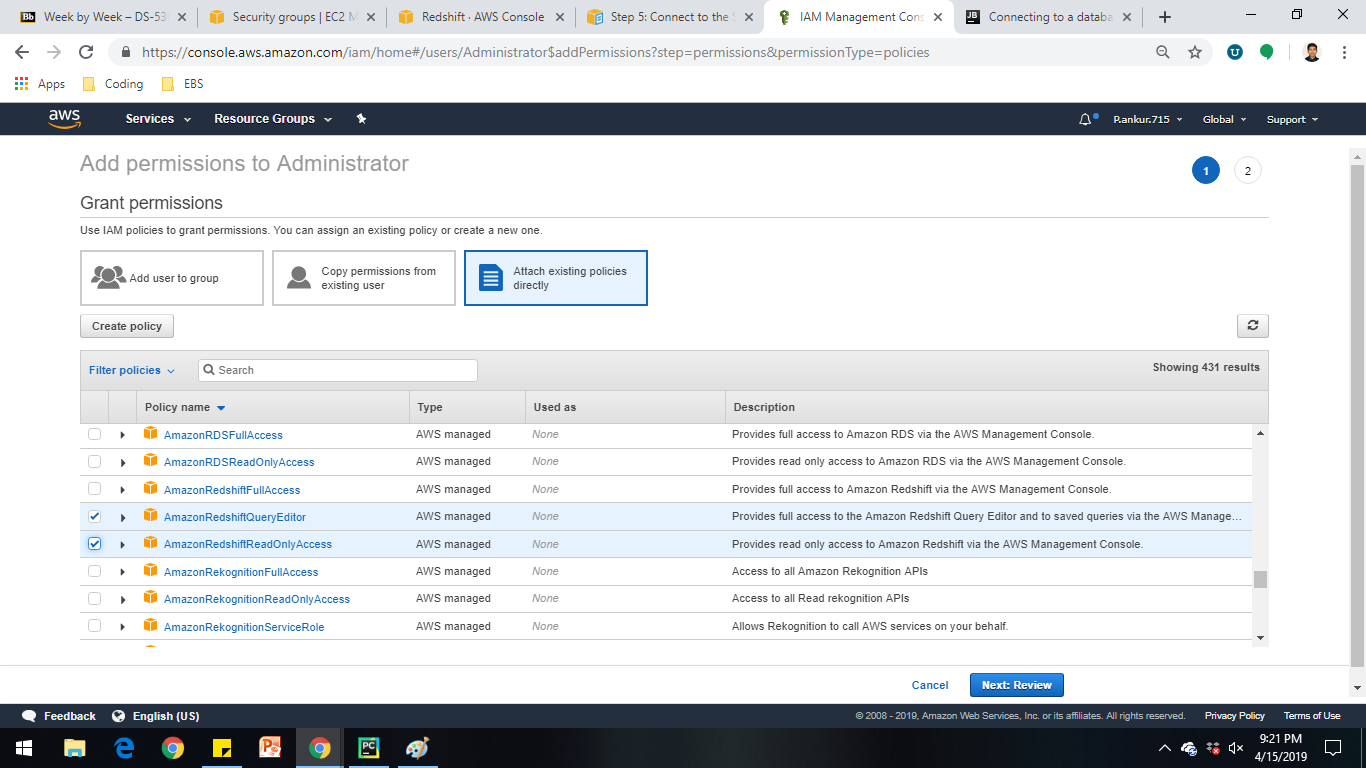 Bb Week by Week – DS-53
Security groups | EC2 M
Redshift · AWS Console
Step 5: Connect to the S
IAM Management Cons
JB Connecting to a databa
https://console.aws.amazon.com/iam/home#/users/Administrator$addPermissions?step=permissions&permissionType=policies
Apps Coding EBS
aws Services Resource Groups P.ankur.715 Global Support
Add permissions to Administrator
1 2
Grant permissions
Use IAM policies to grant permissions. You can assign an existing policy or create a new one.
Add user to group
Copy permissions from
existing user
Attach existing policies
directly
Create policy
Filter policies Search Showing 431 results
Policy name Type Used as Description
AmazonRDSFullAccess AWS managed None Provides full access to Amazon RDS via the AWS Management Console.
AmazonRDSReadOnlyAccess AWS managed None Provides read only access to Amazon RDS via the AWS Management Console.
AmazonRedshiftFullAccess AWS managed None Provides full access to Amazon Redshift via the AWS Management Console.
AmazonRedshiftQueryEditor AWS managed None Provides full access to the Amazon Redshift Query Editor and to saved queries via the AWS Manage...
AmazonRedshiftReadOnlyAccess AWS managed None Provides read only access to Amazon Redshift via the AWS Management Console.
AmazonRekognitionFullAccess AWS managed None Access to all Amazon Rekognition APIs
AmazonRekognitionReadOnlyAccess AWS managed None Access to all Read rekognition APIs
AmazonRekognitionServiceRole AWS managed None Allows Rekognition to call AWS services on your behalf.
Cancel Next: Review
Feedback English (US) © 2008 - 2019, Amazon Web Services, Inc. or its affiliates. All rights reserved. Privacy Policy Terms of Use
PC
9:21 PM
4/15/2019